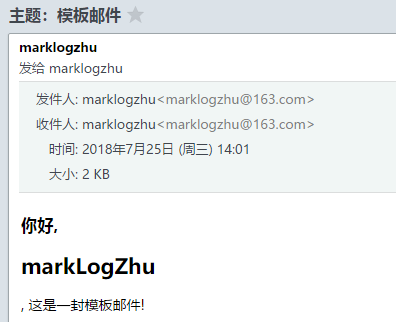 主题：模板邮件
marklogzhu
发给 marklogzhu
发件人: marklogzhu<marklogzhu@163.com>
收件人: marklogzhu<marklogzhu@163.com>
时间: 2018年7月25日 (周三) 14:01
大小: 2 KB
你好,
markLogZhu
, 这是一封模板邮件!